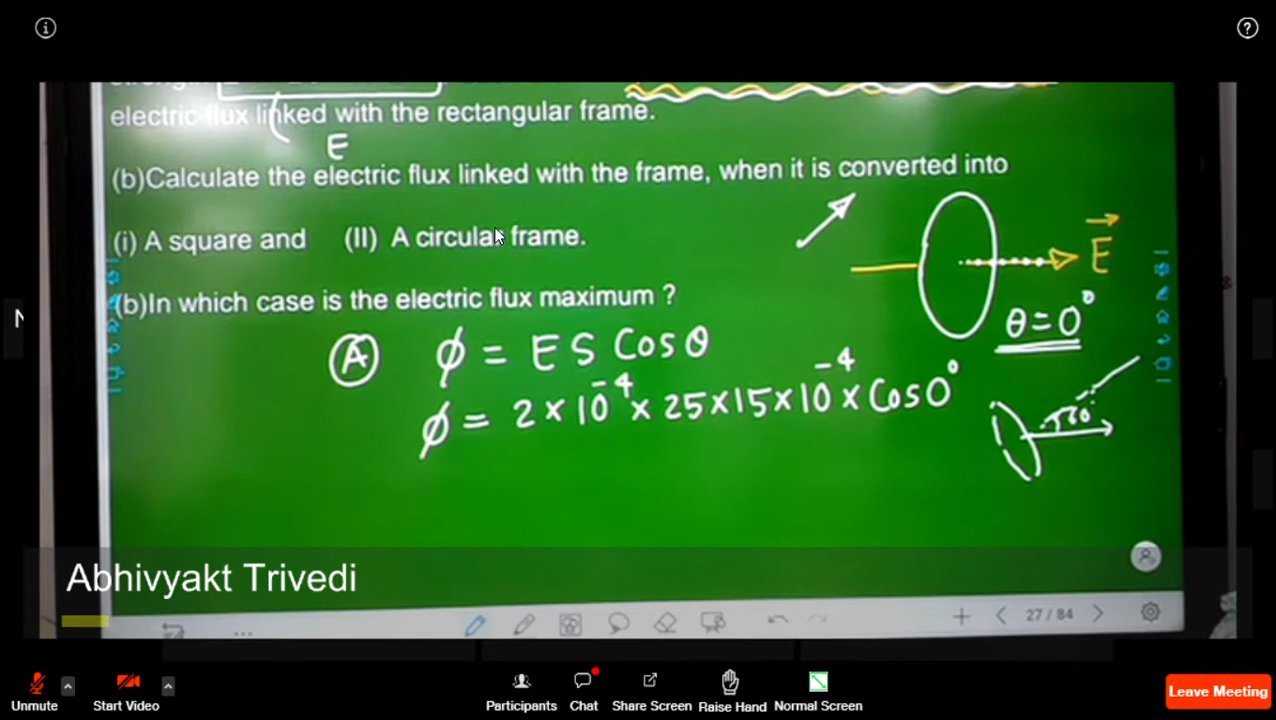 electric flux linked with the rectangular frame.
E
(b)Calculate the electric flux linked with the frame, when it is converted into
(i) A square and (II) A circular frame.
E
(b)In which case is the electric flux maximum ?
θ = 0°
A ϕ = E S Cosθ
ϕ = 2 × 10⁻⁴ × 25 × 15 × 10⁻⁴ × Cos0°
Abhivyakt Trivedi
27 / 84
Unmute
Start Video
Participants
Chat
Share Screen
Raise Hand
Normal Screen
Leave Meeting